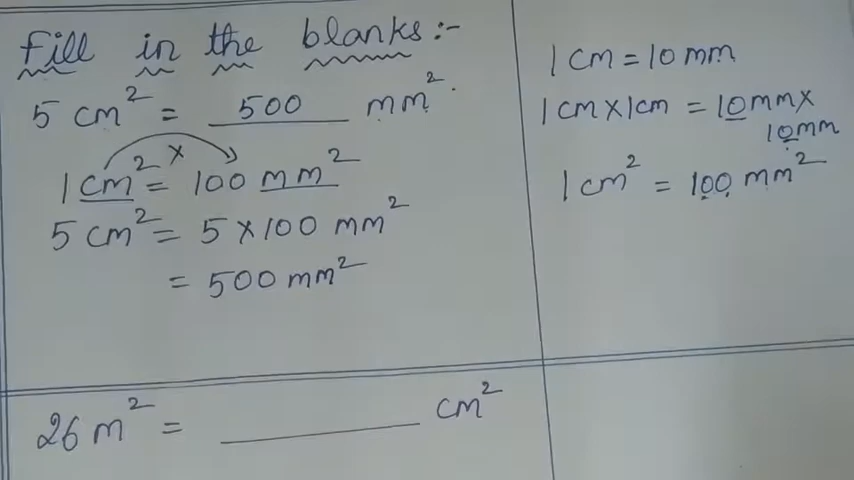 Fill in the blanks:-
5 cm² = 500 mm².
1 cm² = 100 mm²
x
5 cm² = 5 × 100 mm²
= 500 mm²
1 cm = 10 mm
1 cm × 1 cm = 10 mm ×
10 mm
1 cm² = 100 mm²
26 m² = ________ cm²